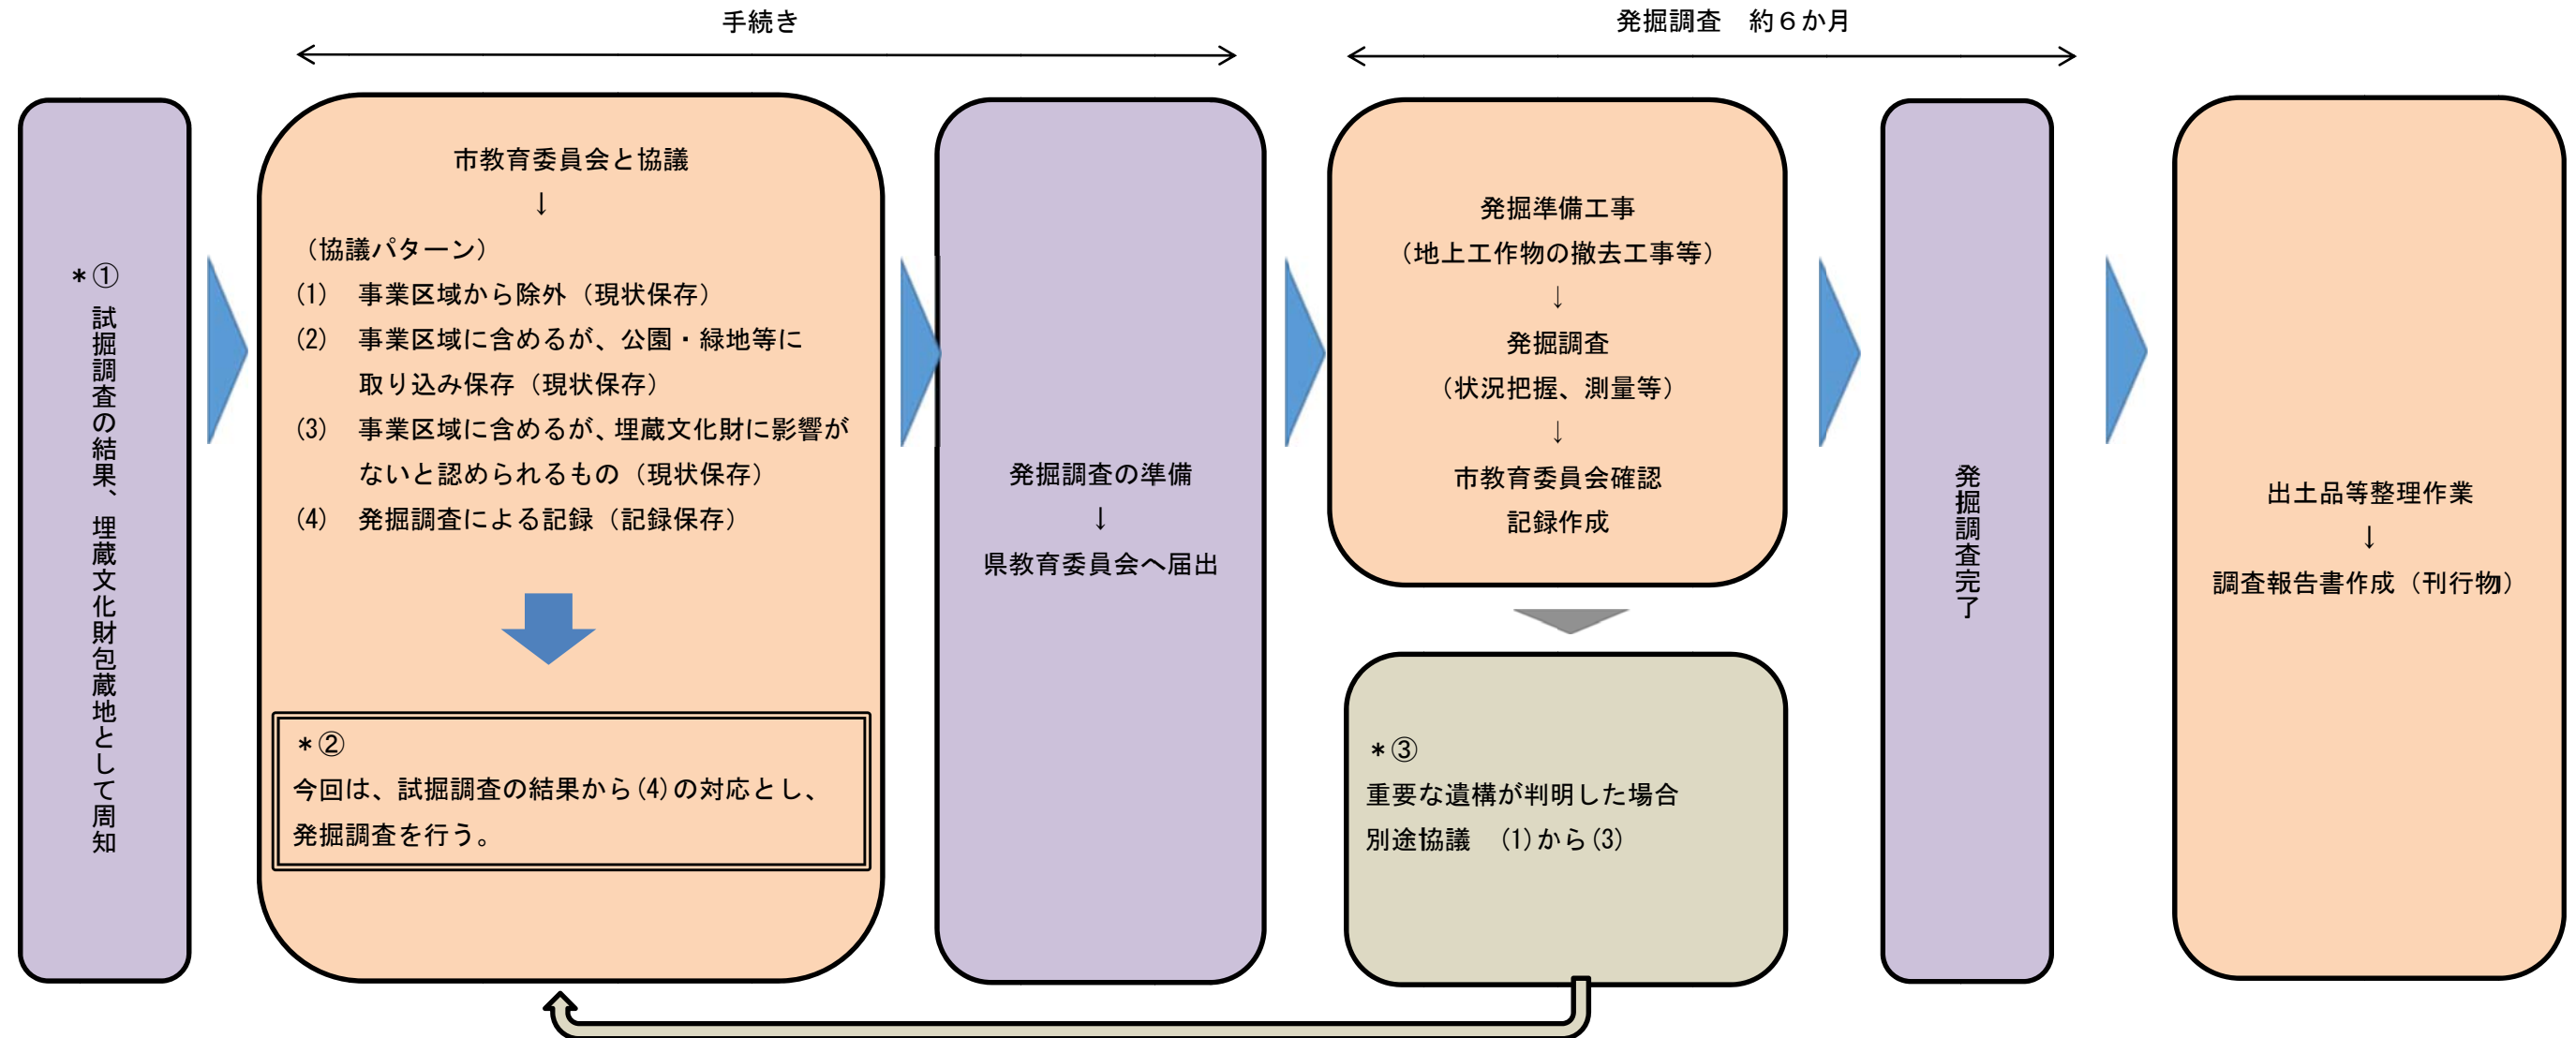 手続き
発掘調査　約６か月
＊①
試掘調査の結果、埋蔵文化財包蔵地として周知
市教育委員会と協議
↓
（協議パターン）
(1)　事業区域から除外（現状保存）
(2)　事業区域に含めるが、公園・緑地等に
取り込み保存（現状保存）
(3)　事業区域に含めるが、埋蔵文化財に影響が
ないと認められるもの（現状保存）
(4)　発掘調査による記録（記録保存）
＊②
今回は、試掘調査の結果から(4)の対応とし、
発掘調査を行う。
発掘調査の準備
↓
県教育委員会へ届出
発掘準備工事
（地上工作物の撤去工事等）
↓
発掘調査
（状況把握、測量等）
↓
市教育委員会確認
記録作成
＊③
重要な遺構が判明した場合
別途協議　(1)から(3)
発掘調査完了
出土品等整理作業
↓
調査報告書作成（刊行物）